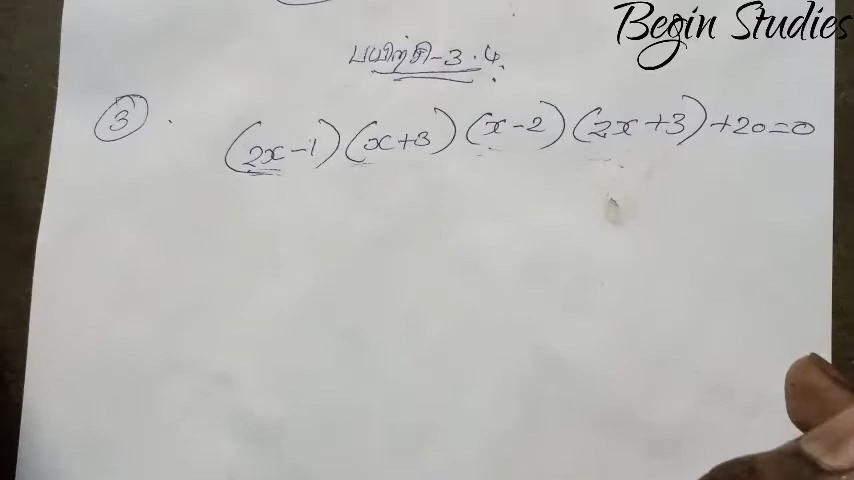 Begin Studies
பயிற்சி-3.4.
3. (2x-1)(x+3)(x-2)(2x+3)+20=0